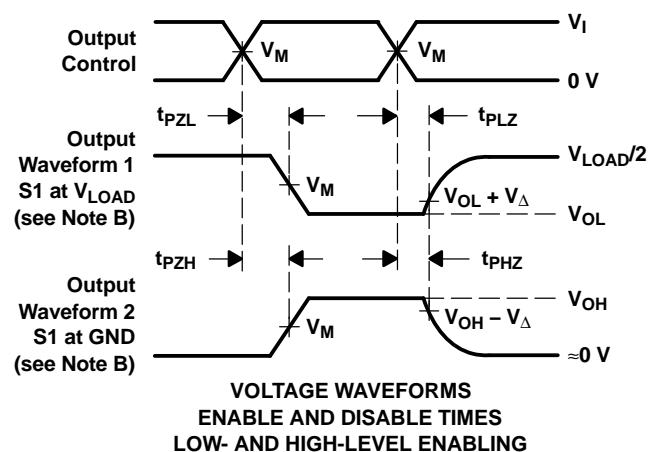 Output
Control
V_M
V_M
V_I
0 V
t_PZL
t_PLZ
Output
Waveform 1
S1 at V_LOAD
(see Note B)
V_M
V_LOAD/2
V_OL + V_Δ
V_OL
t_PZH
t_PHZ
Output
Waveform 2
S1 at GND
(see Note B)
V_M
V_OH
V_OH − V_Δ
≈0 V
VOLTAGE WAVEFORMS
ENABLE AND DISABLE TIMES
LOW- AND HIGH-LEVEL ENABLING